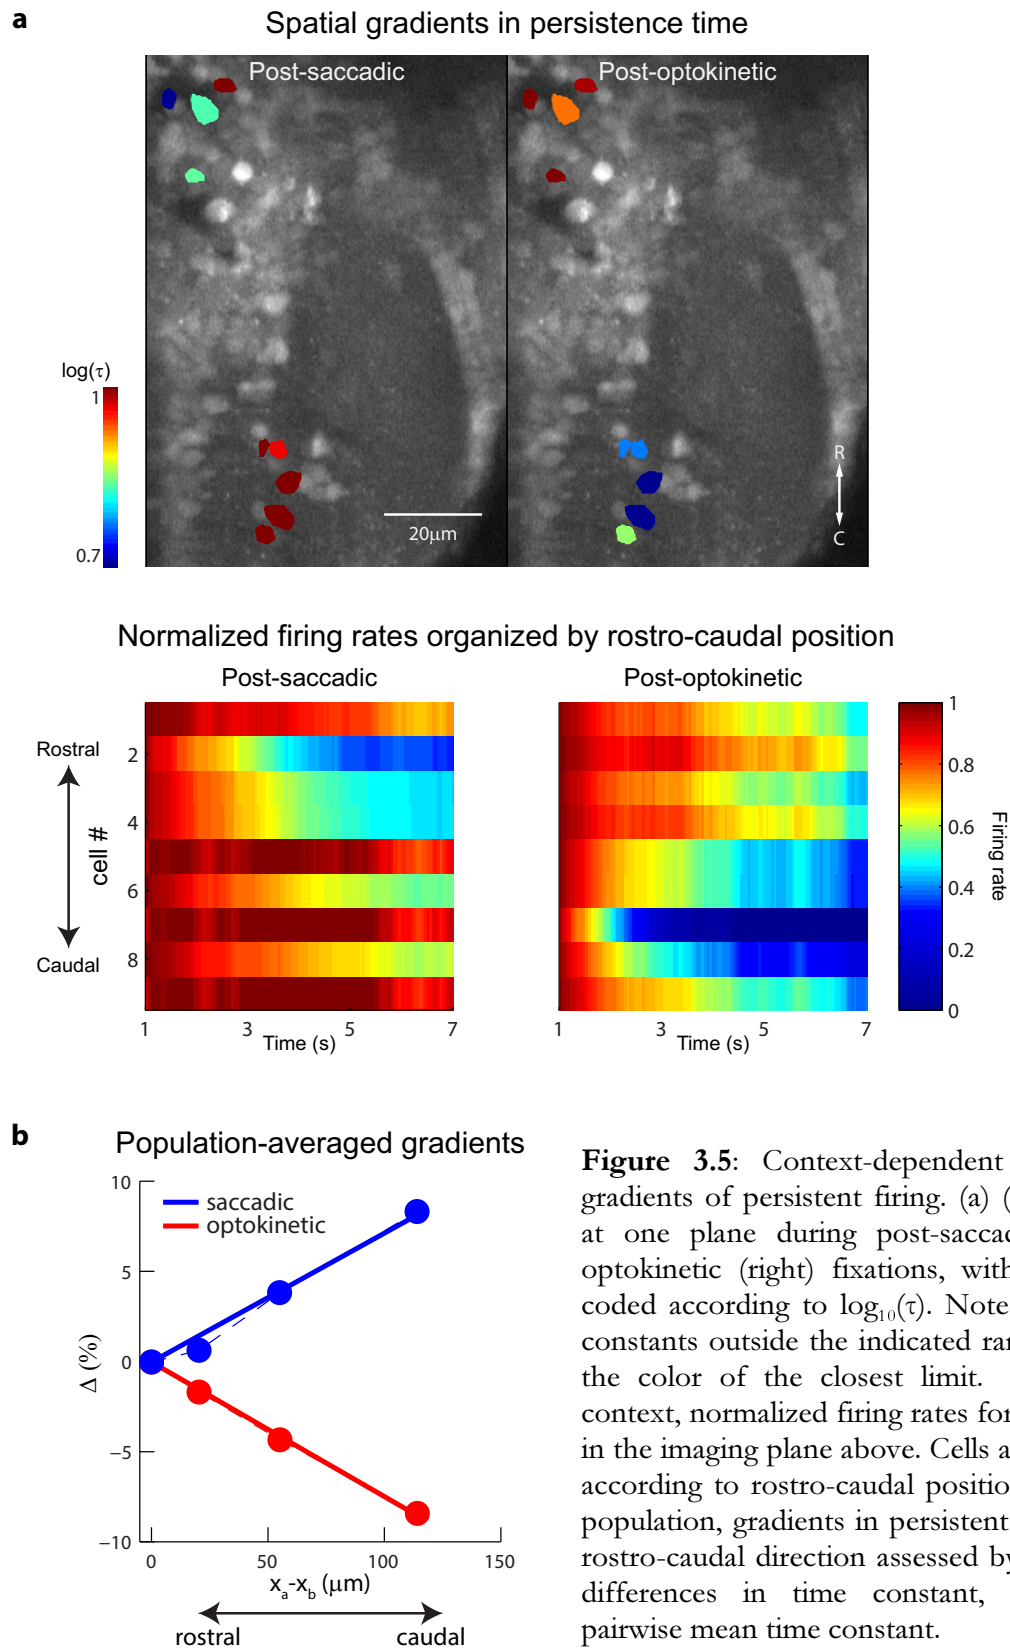 a
Spatial gradients in persistence time
Post-saccadic
Post-optokinetic
log(τ)
1
0.7
20μm
R
C
Normalized firing rates organized by rostro-caudal position
Post-saccadic
Post-optokinetic
Rostral
cell #
Caudal
2
4
6
8
1 3 5 7
Time (s)
1 3 5 7
Time (s)
1
0.8
0.6
0.4
0.2
0
Firing rate
b
Population-averaged gradients
saccadic
optokinetic
10
5
0
−5
−10
Δ (%)
0 50 100 150
xa-xb (μm)
rostral caudal
Figure 3.5: Context-dependent
gradients of persistent firing. (a) (
at one plane during post-saccad
optokinetic (right) fixations, with
coded according to log10(τ). Note
constants outside the indicated ran
the color of the closest limit.
context, normalized firing rates for
in the imaging plane above. Cells a
according to rostro-caudal position
population, gradients in persistent
rostro-caudal direction assessed by
differences in time constant,
pairwise mean time constant.